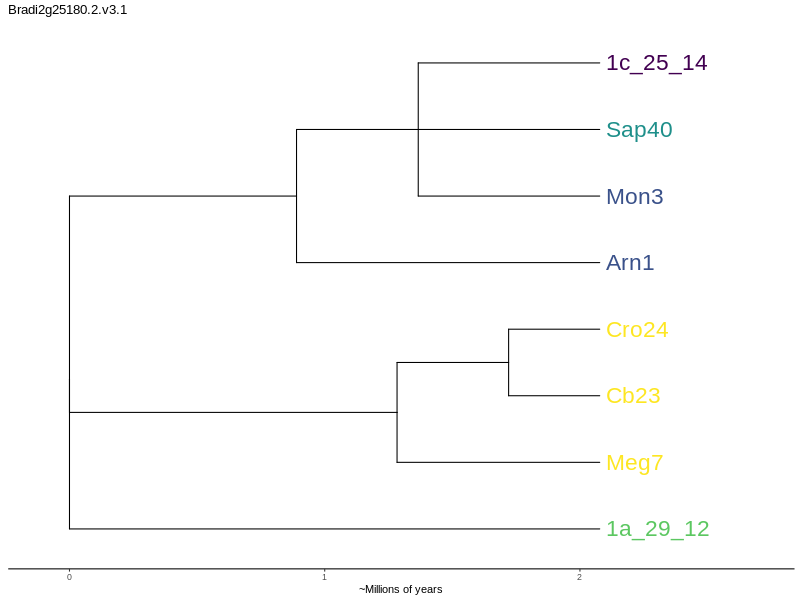 Bradi2g25180.2.v3.1
1c_25_14
Sap40
Mon3
Arn1
Cro24
Cb23
Meg7
1a_29_12
0 1 2
~Millions of years